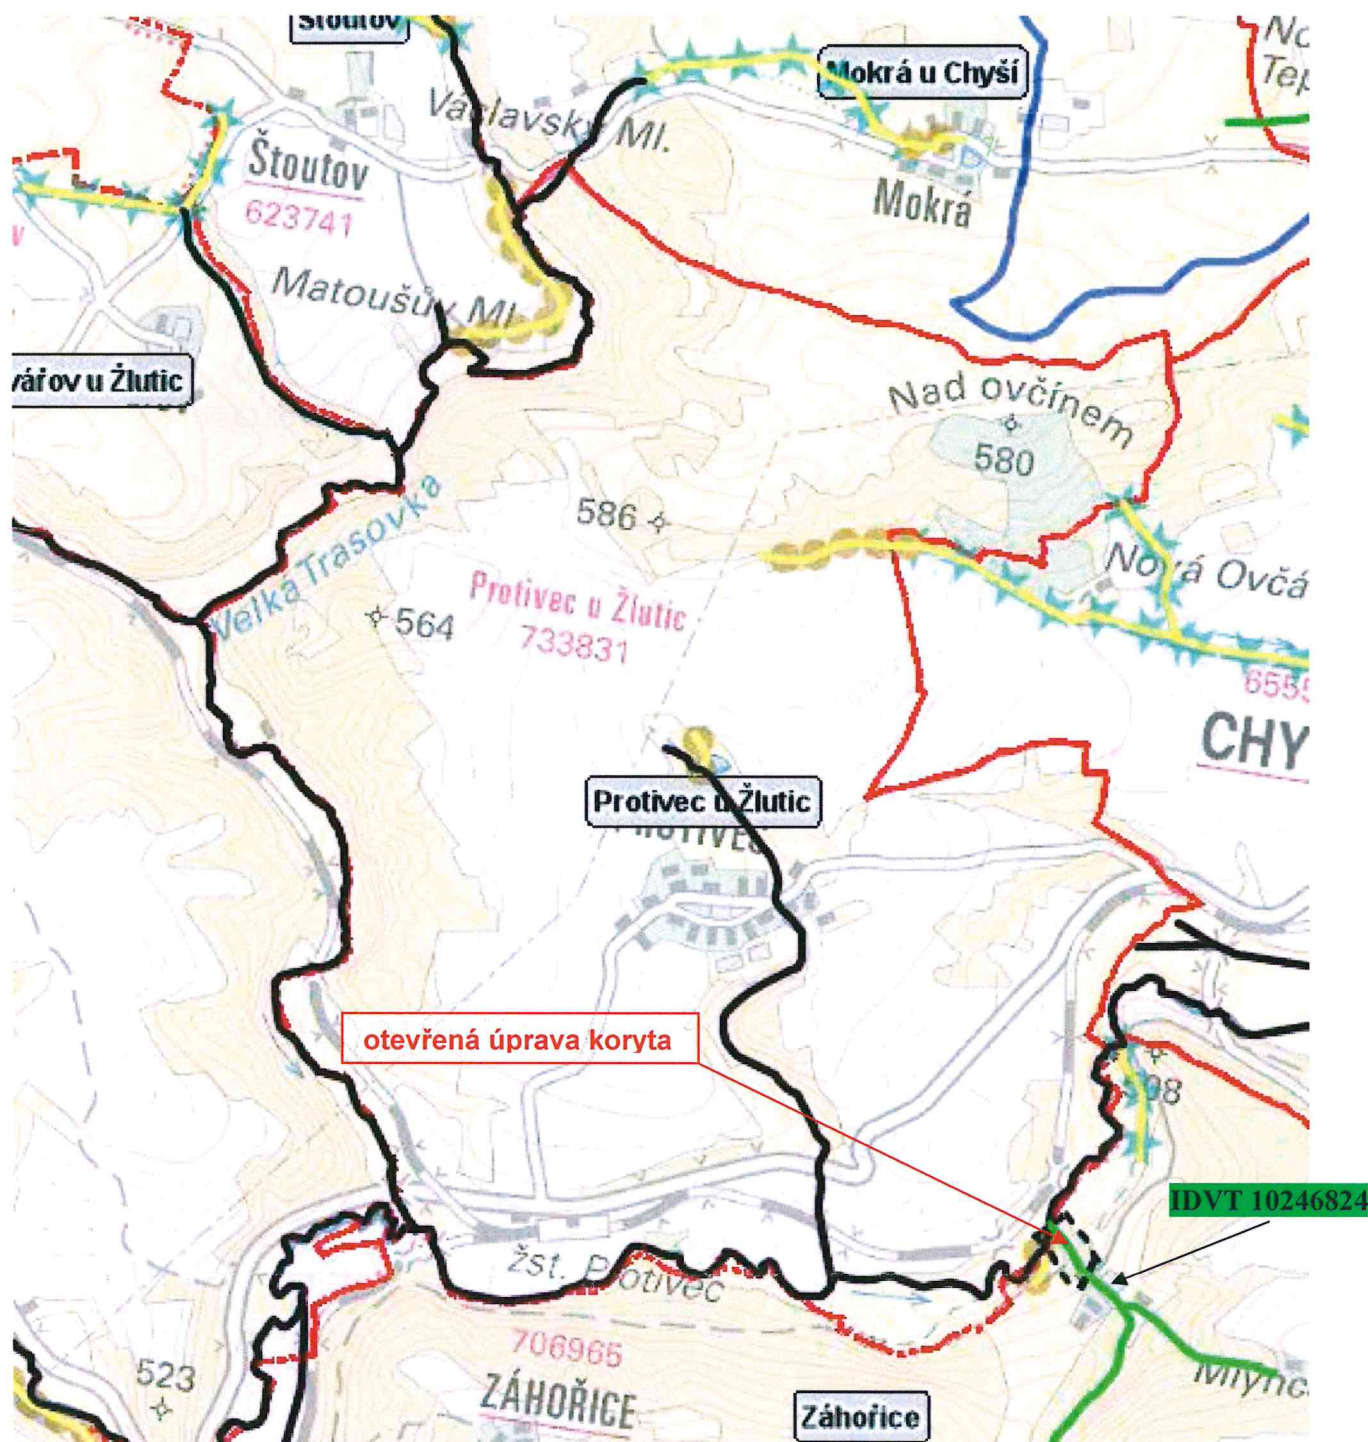 Štoutov
Mokrá u Chyší
Václavský Ml.
Štoutov
623741
Mokrá
Matoušův Ml.
vářov u Žlutic
Nad ovčínem
580
586
Velká Trasovka
564
Protivec u Žlutic
733831
Nová Ovčá
6555
CHY
Protivec u Žlutic
PROTIVEC
otevřená úprava koryta
IDVT 10246824
žst. Protivec
706965
ZÁHOŘICE
523
Záhořice